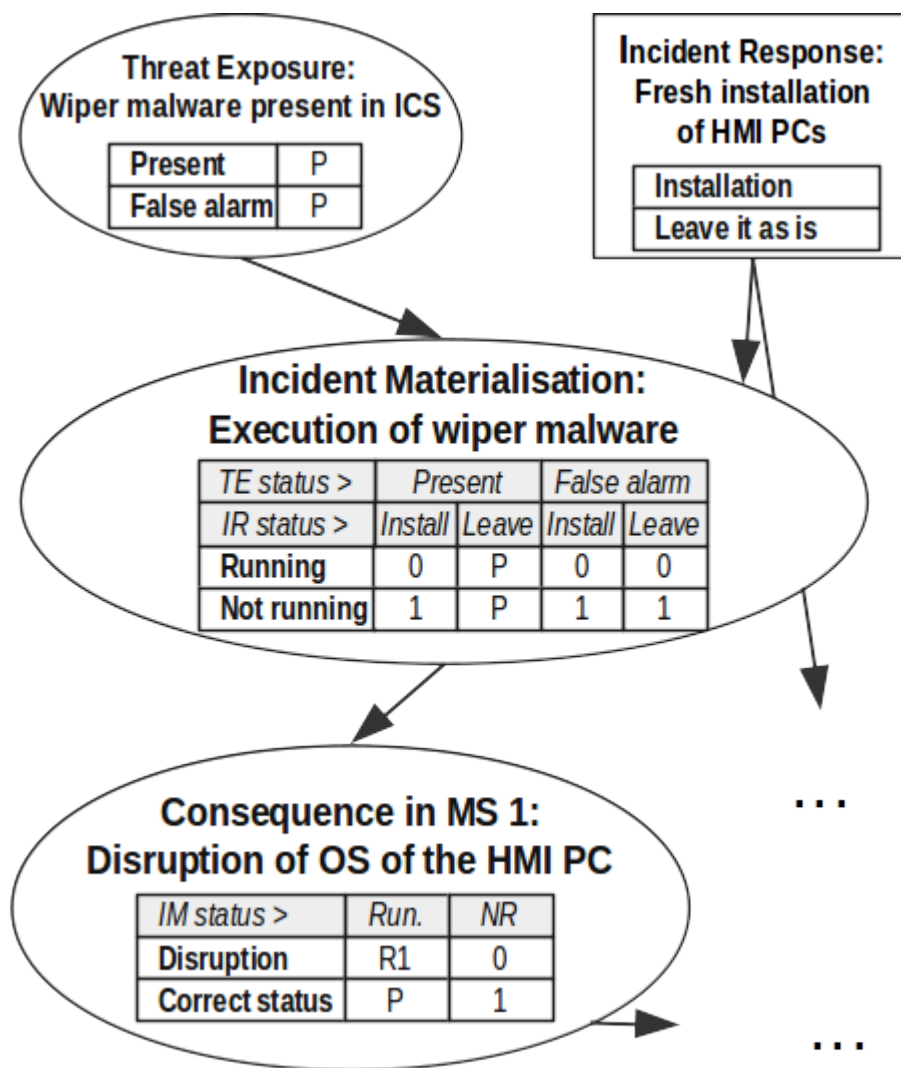 Threat Exposure:
Wiper malware present in ICS
Present P
False alarm P
Incident Response:
Fresh installation
of HMI PCs
Installation
Leave it as is
Incident Materialisation:
Execution of wiper malware
TE status > Present False alarm
IR status > Install Leave Install Leave
Running 0 P 0 0
Not running 1 P 1 1
...
Consequence in MS 1:
Disruption of OS of the HMI PC
IM status > Run. NR
Disruption R1 0
Correct status P 1
...